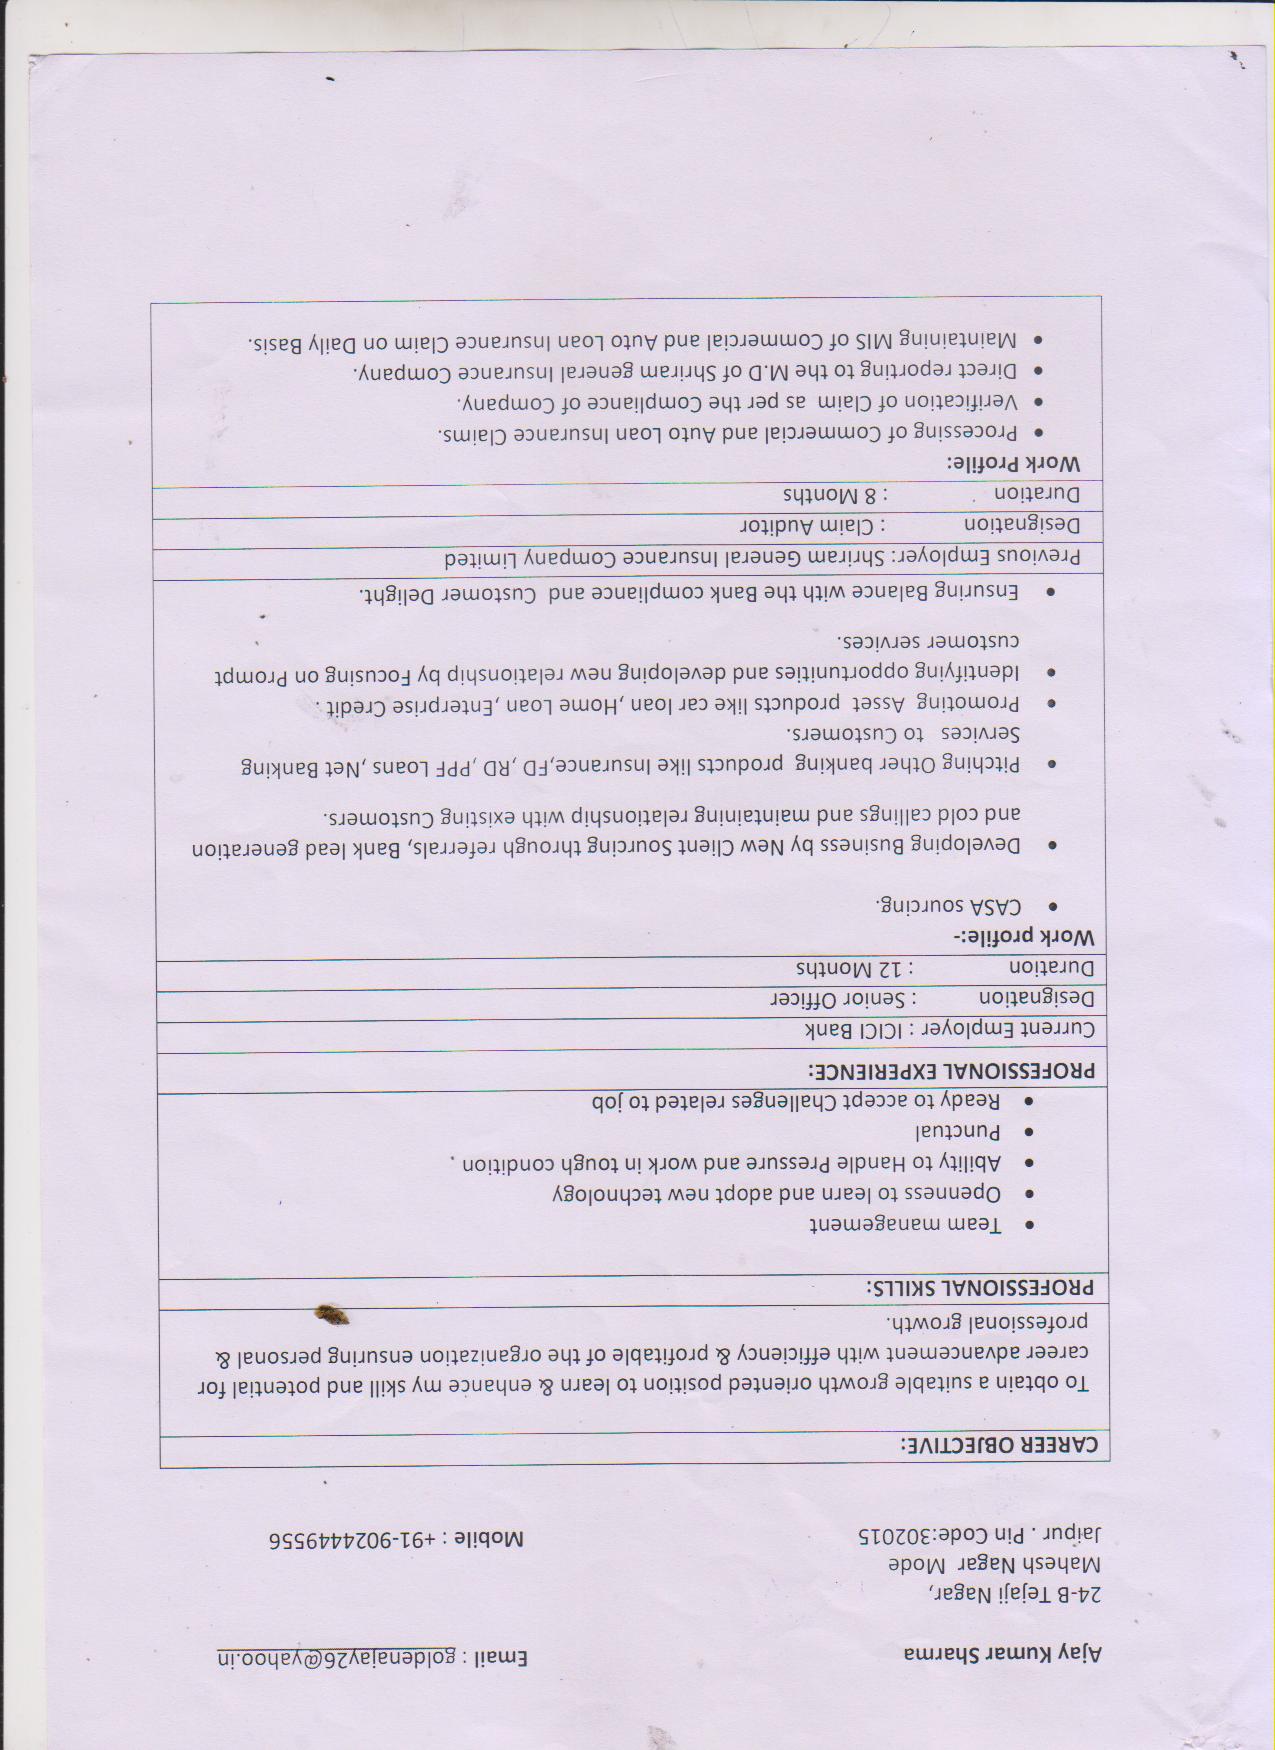 Ajay Kumar Sharma Email : goldenajay26@yahoo.in
24-B Tejaji Nagar,
Mahesh Nagar Mode
Jaipur . Pin Code:302015 Mobile : +91-9024449556
CAREER OBJECTIVE:
To obtain a suitable growth oriented position to learn & enhance my skill and potential for
career advancement with efficiency & profitable of the organization ensuring personal &
professional growth.
PROFESSIONAL SKILLS:
• Team management
• Openness to learn and adopt new technology
• Ability to Handle Pressure and work in tough condition .
• Punctual
• Ready to accept Challenges related to job
PROFESSIONAL EXPERIENCE:
Current Employer : ICICI Bank
Designation : Senior Officer
Duration : 12 Months
Work profile:-
• CASA sourcing.
• Developing Business by New Client Sourcing through referrals, Bank lead generation
and cold callings and maintaining relationship with existing Customers.
• Pitching Other banking products like Insurance,FD ,RD ,PPF Loans ,Net Banking
Services to Customers.
• Promoting Asset products like car loan ,Home Loan ,Enterprise Credit .
• Identifying opportunities and developing new relationship by Focusing on Prompt
customer services.
• Ensuring Balance with the Bank compliance and Customer Delight.
Previous Employer: Shriram General Insurance Company Limited
Designation : Claim Auditor
Duration : 8 Months
Work Profile:
• Processing of Commercial and Auto Loan Insurance Claims.
• Verification of Claim as per the Compliance of Company.
• Direct reporting to the M.D of Shriram general Insurance Company.
• Maintaining MIS of Commercial and Auto Loan Insurance Claim on Daily Basis.